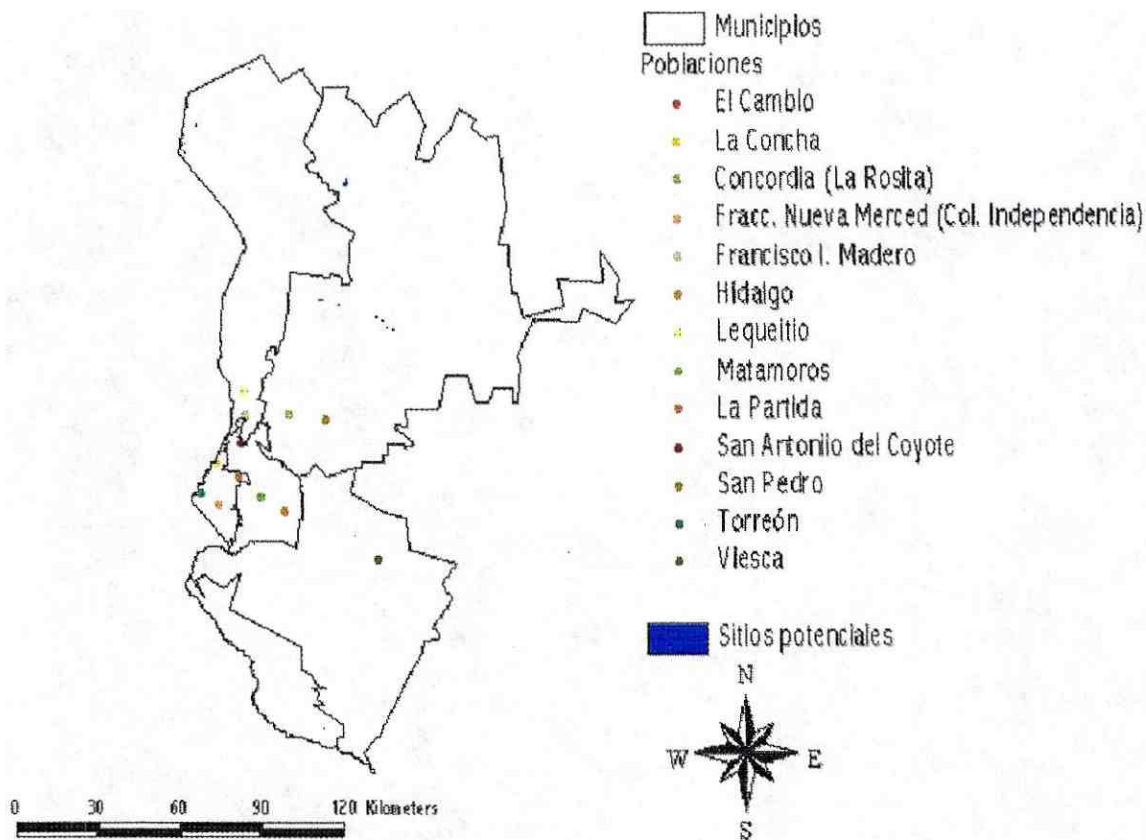 Municipios
Poblaciones
El Cambio
La Concha
Concordia (La Rosita)
Fracc. Nueva Merced (Col. Independencia)
Francisco I. Madero
Hidalgo
Lequeitio
Matamoros
La Partida
San Antonio del Coyote
San Pedro
Torreón
Viesca
Sitios potenciales
N
W E
S
0 30 60 90 120 Kilometers